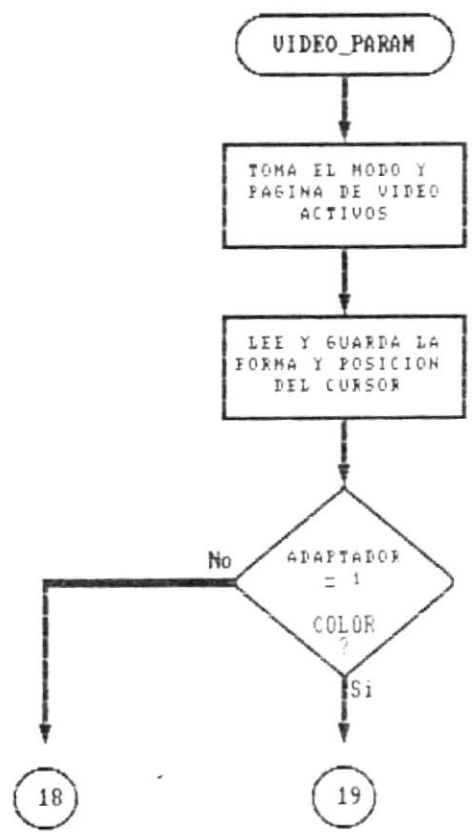 VIDEO_PARAM
TOMA EL MODO Y
PAGINA DE VIDEO
ACTIVOS
LEE Y GUARDA LA
FORMA Y POSICION
DEL CURSOR
No
ADAPTADOR
= 1
COLOR
?
Si
18
19